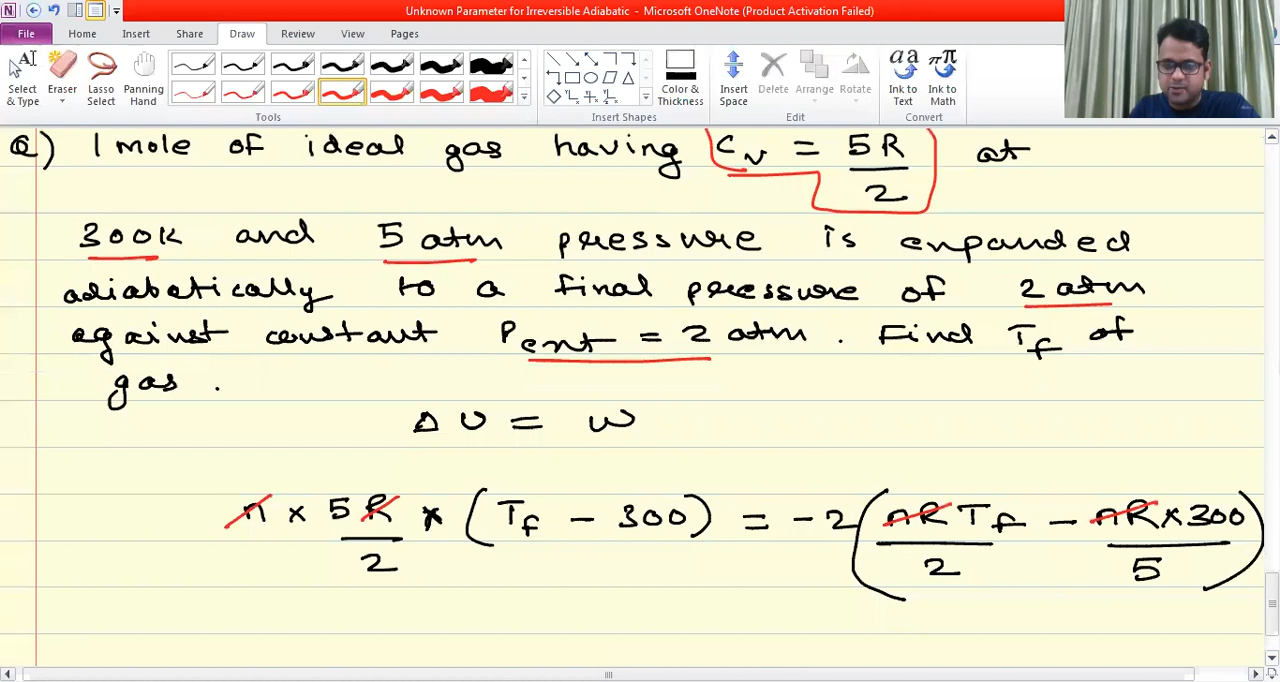 Unknown Parameter for Irreversible Adiabatic - Microsoft OneNote (Product Activation Failed)
File Home Insert Share Draw Review View Pages
Select & Type Eraser Lasso Select Panning Hand Color & Thickness Insert Space Delete Arrange Rotate Ink to Text Ink to Math
Tools Insert Shapes Edit Convert
Q) 1 mole of ideal gas having Cv = 5R/2 at
300K and 5 atm pressure is expanded
adiabatically to a final pressure of 2 atm
against constant Pext = 2 atm. Find Tf of
gas.
ΔU = w
n × 5R/2 × (Tf - 300) = -2(nRTf/2 - nR×300/5)